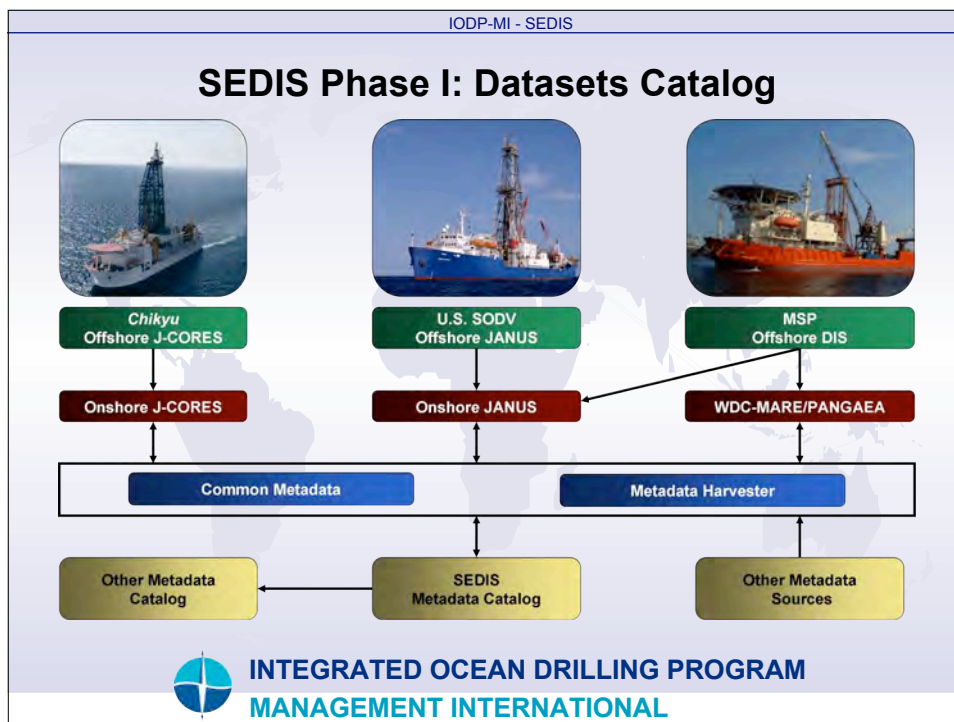 IODP-MI - SEDIS
SEDIS Phase I: Datasets Catalog
Chikyu
Offshore J-CORES
U.S. SODV
Offshore JANUS
MSP
Offshore DIS
Onshore J-CORES
Onshore JANUS
WDC-MARE/PANGAEA
Common Metadata
Metadata Harvester
Other Metadata
Catalog
SEDIS
Metadata Catalog
Other Metadata
Sources
INTEGRATED OCEAN DRILLING PROGRAM
MANAGEMENT INTERNATIONAL